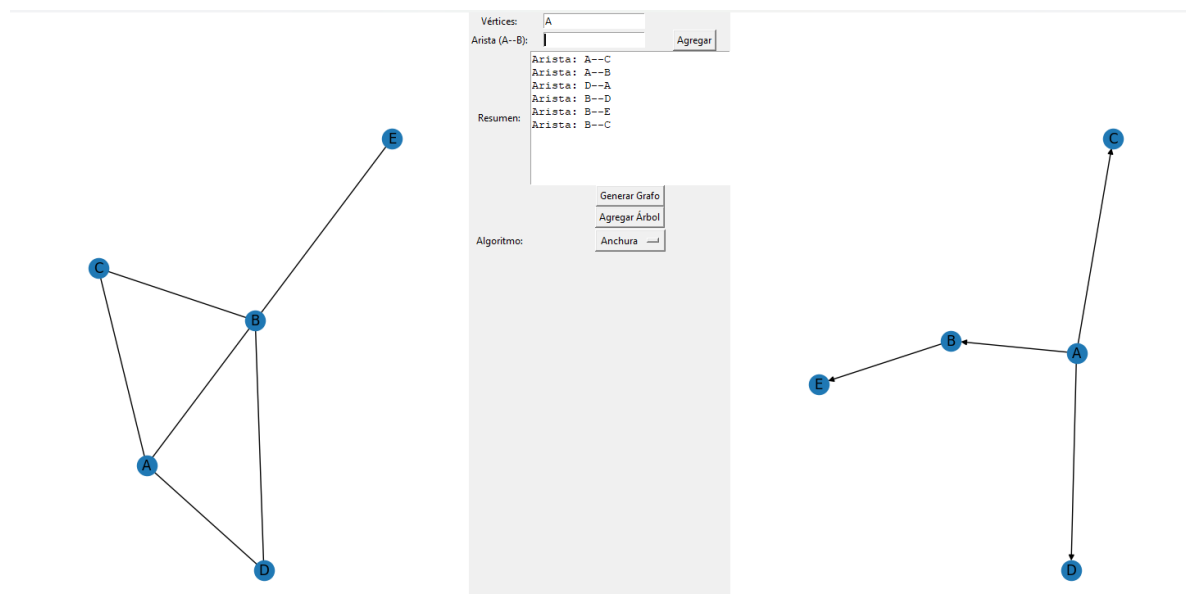 Vértices: A
Arista (A--B): Agregar
Resumen:
Arista: A--C
Arista: A--B
Arista: D--A
Arista: B--D
Arista: B--E
Arista: B--C
Generar Grafo
Agregar Árbol
Algoritmo: Anchura
E
C
B
A
D
C
B
A
E
D